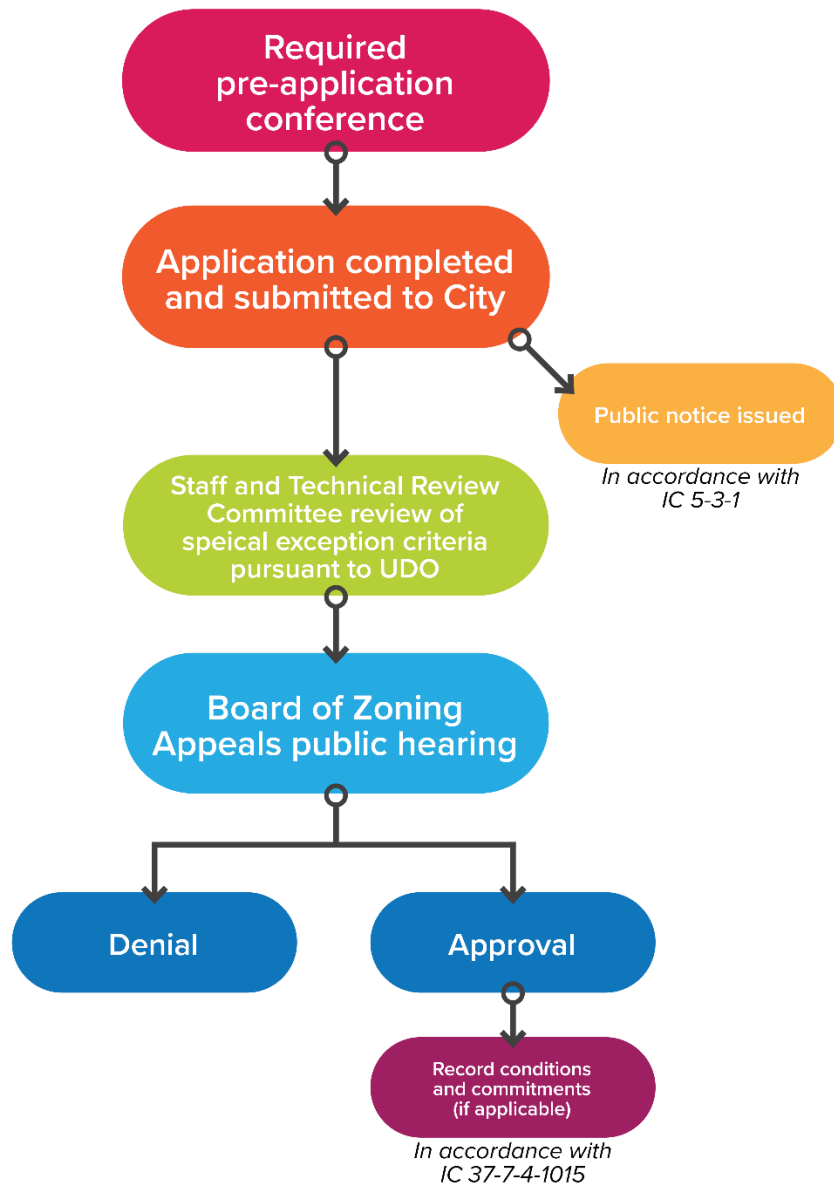 Required
pre-application
conference
Application completed
and submitted to City
Public notice issued
In accordance with
IC 5-3-1
Staff and Technical Review
Committee review of
speical exception criteria
pursuant to UDO
Board of Zoning
Appeals public hearing
Denial
Approval
Record conditions
and commitments
(if applicable)
In accordance with
IC 37-7-4-1015